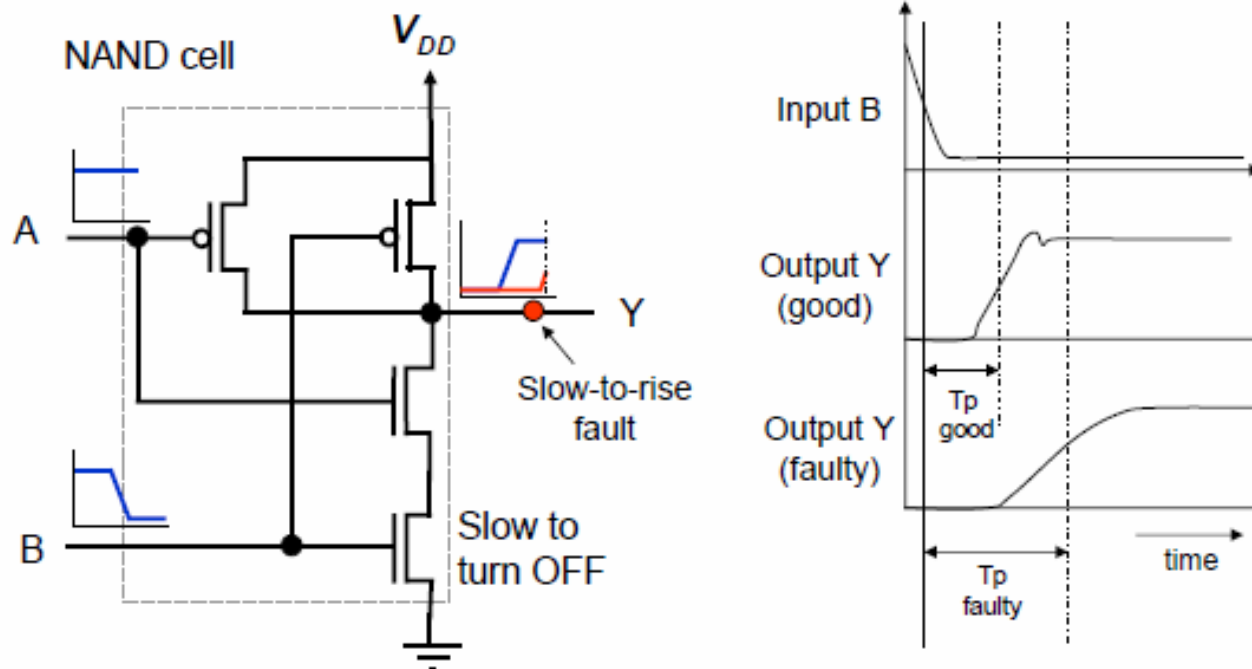 NAND cell
V_DD
A
B
Y
Slow-to-rise
fault
Slow to
turn OFF
Input B
Output Y
(good)
Tp
good
Output Y
(faulty)
time
Tp
faulty